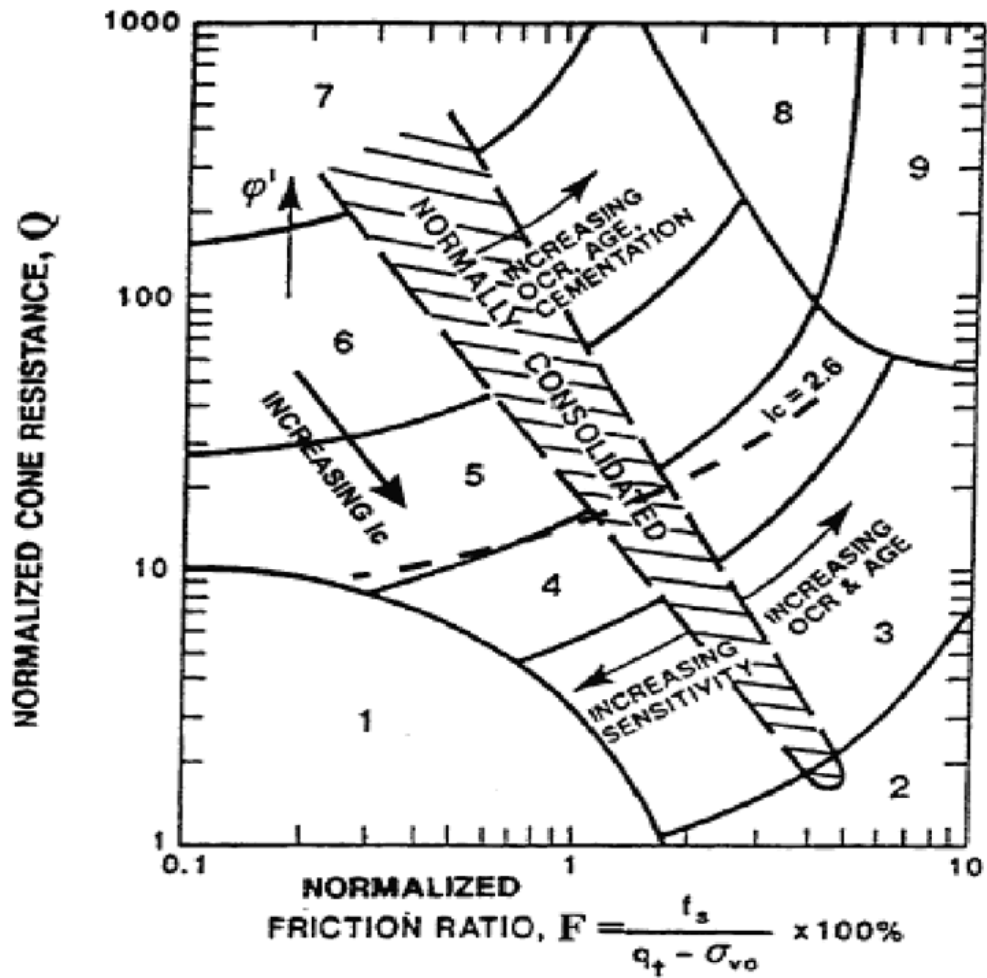 NORMALIZED CONE RESISTANCE, Q
1000
100
10
1
0.1
1
10
7
8
9
φ'
NORMALLY CONSOLIDATED
INCREASING
OCR, AGE,
CEMENTATION
6
INCREASING Ic
5
Ic = 2.6
4
INCREASING
OCR & AGE
3
INCREASING
SENSITIVITY
1
2
NORMALIZED
FRICTION RATIO, F = fs / (qt - σvo) x 100%